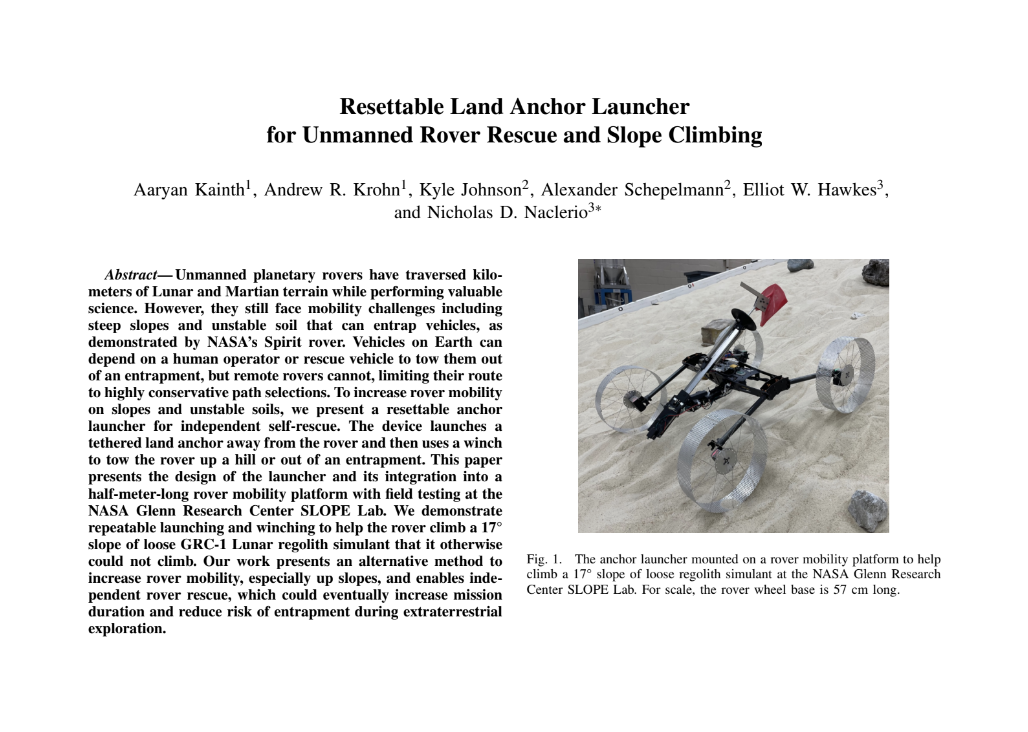 Resettable Land Anchor Launcher
for Unmanned Rover Rescue and Slope Climbing
Aaryan Kainth1, Andrew R. Krohn1, Kyle Johnson2, Alexander Schepelmann2, Elliot W. Hawkes3,
and Nicholas D. Naclerio3*
Abstract— Unmanned planetary rovers have traversed kilo-
meters of Lunar and Martian terrain while performing valuable
science. However, they still face mobility challenges including
steep slopes and unstable soil that can entrap vehicles, as
demonstrated by NASA's Spirit rover. Vehicles on Earth can
depend on a human operator or rescue vehicle to tow them out
of an entrapment, but remote rovers cannot, limiting their route
to highly conservative path selections. To increase rover mobility
on slopes and unstable soils, we present a resettable anchor
launcher for independent self-rescue. The device launches a
tethered land anchor away from the rover and then uses a winch
to tow the rover up a hill or out of an entrapment. This paper
presents the design of the launcher and its integration into a
half-meter-long rover mobility platform with field testing at the
NASA Glenn Research Center SLOPE Lab. We demonstrate
repeatable launching and winching to help the rover climb a 17°
slope of loose GRC-1 Lunar regolith simulant that it otherwise
could not climb. Our work presents an alternative method to
increase rover mobility, especially up slopes, and enables inde-
pendent rover rescue, which could eventually increase mission
duration and reduce risk of entrapment during extraterrestrial
exploration.
Fig. 1. The anchor launcher mounted on a rover mobility platform to help
climb a 17° slope of loose regolith simulant at the NASA Glenn Research
Center SLOPE Lab. For scale, the rover wheel base is 57 cm long.